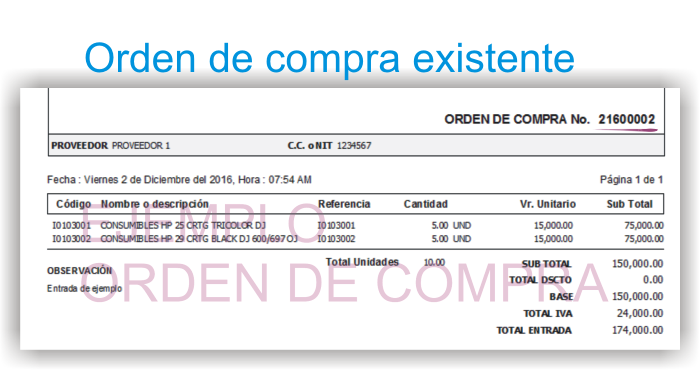 Orden de compra existente
ORDEN DE COMPRA No. 21600002
PROVEEDOR PROVEEDOR 1 C.C. o NIT 1234567
Fecha : Viernes 2 de Diciembre del 2016, Hora : 07:54 AM Página 1 de 1
Código Nombre o descripción Referencia Cantidad Vr. Unitario Sub Total
EJEMPLO
I0103001 CONSUMIBLES HP 25 CRTG TRICOLOR DJ I0103001 5.00 UND 15,000.00 75,000.00
I0103002 CONSUMIBLES HP 29 CRTG BLACK DJ 600/697 OJ I0103002 5.00 UND 15,000.00 75,000.00
Total Unidades 10.00 SUB TOTAL 150,000.00
OBSERVACIÓN TOTAL DSCTO 0.00
ORDEN DE COMPRA
Entrada de ejemplo BASE 150,000.00
TOTAL IVA 24,000.00
TOTAL ENTRADA 174,000.00